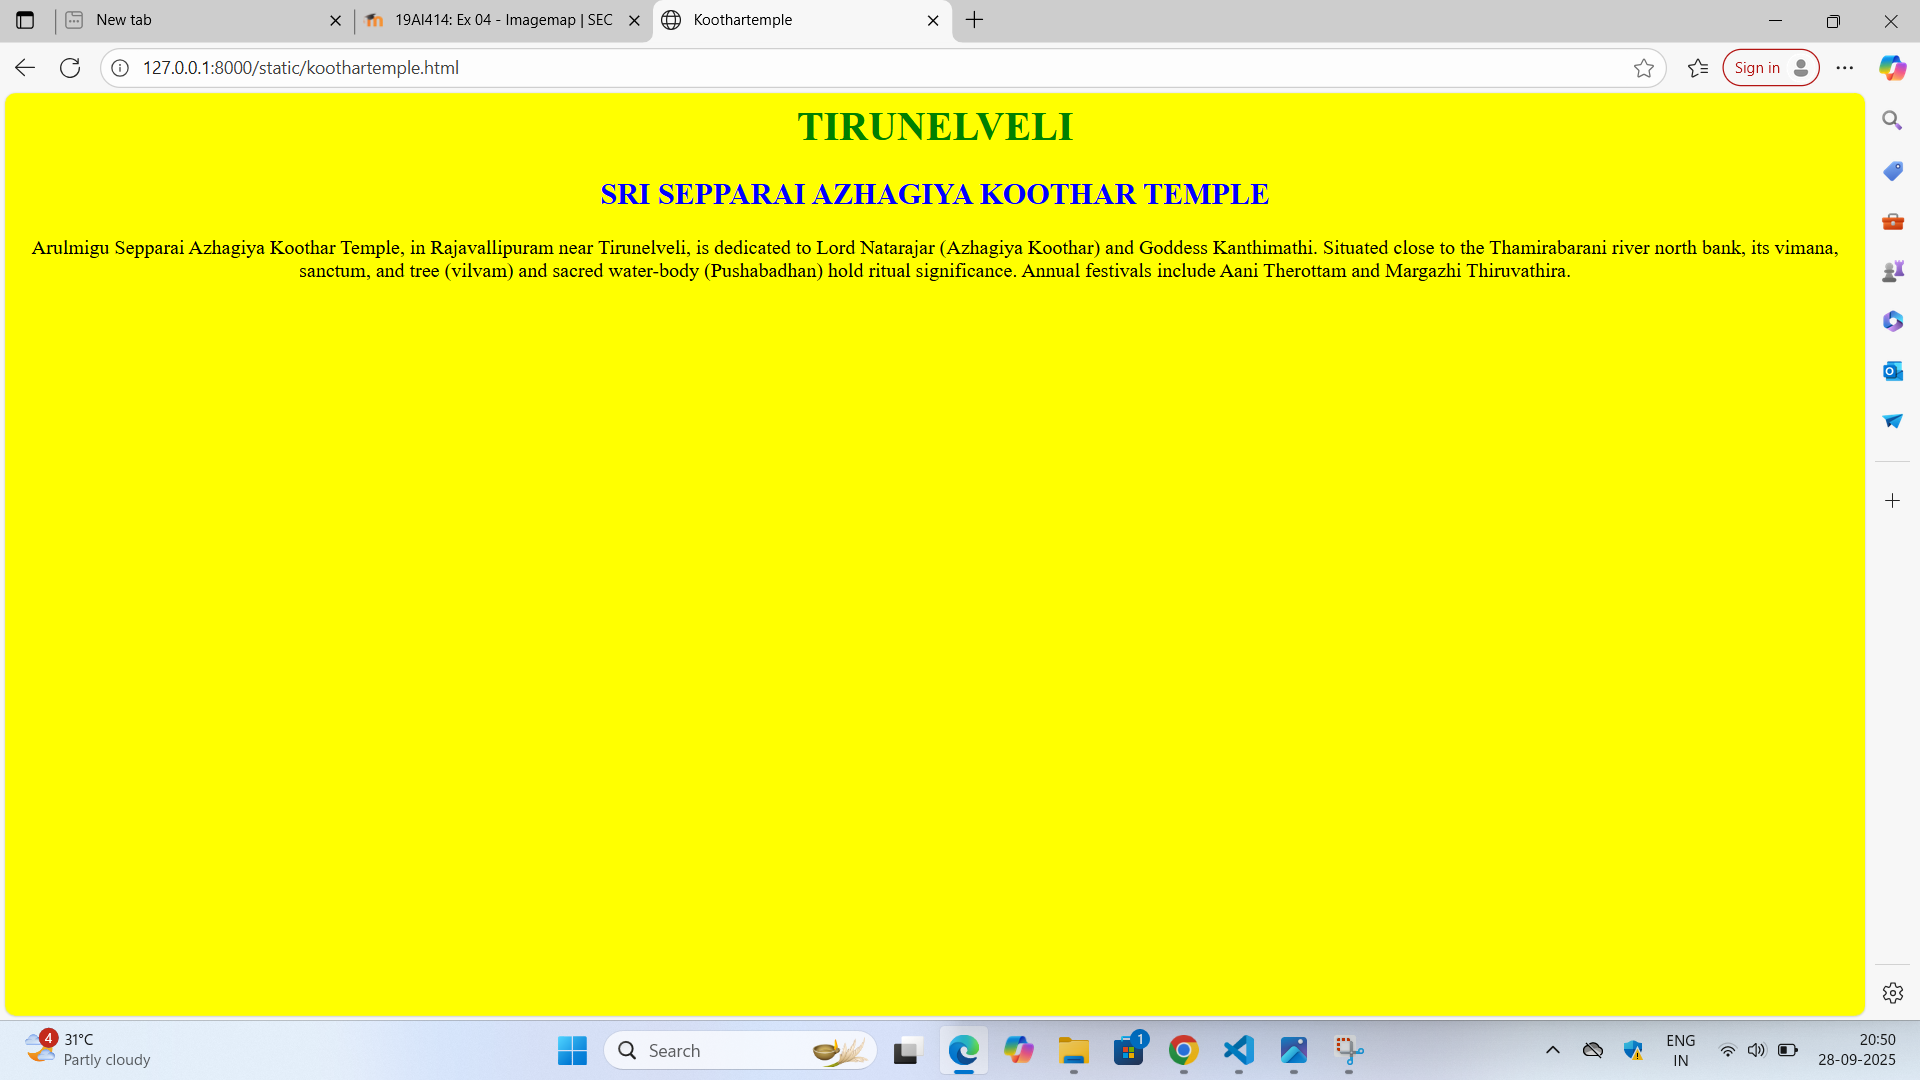 New tab
19AI414: Ex 04 - Imagemap | SEC
Koothartemple
127.0.0.1:8000/static/koothartemple.html
Sign in
TIRUNELVELI
SRI SEPPARAI AZHAGIYA KOOTHAR TEMPLE
Arulmigu Sepparai Azhagiya Koothar Temple, in Rajavallipuram near Tirunelveli, is dedicated to Lord Natarajar (Azhagiya Koothar) and Goddess Kanthimathi. Situated close to the Thamirabarani river north bank, its vimana,
sanctum, and tree (vilvam) and sacred water-body (Pushabadhan) hold ritual significance. Annual festivals include Aani Therottam and Margazhi Thiruvathira.
4
31°C
Partly cloudy
Search
1
ENG
IN
20:50
28-09-2025